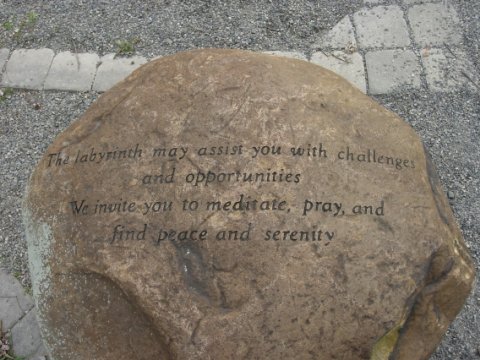 The labyrinth may assist you with challenges
and opportunities
We invite you to meditate, pray, and
find peace and serenity